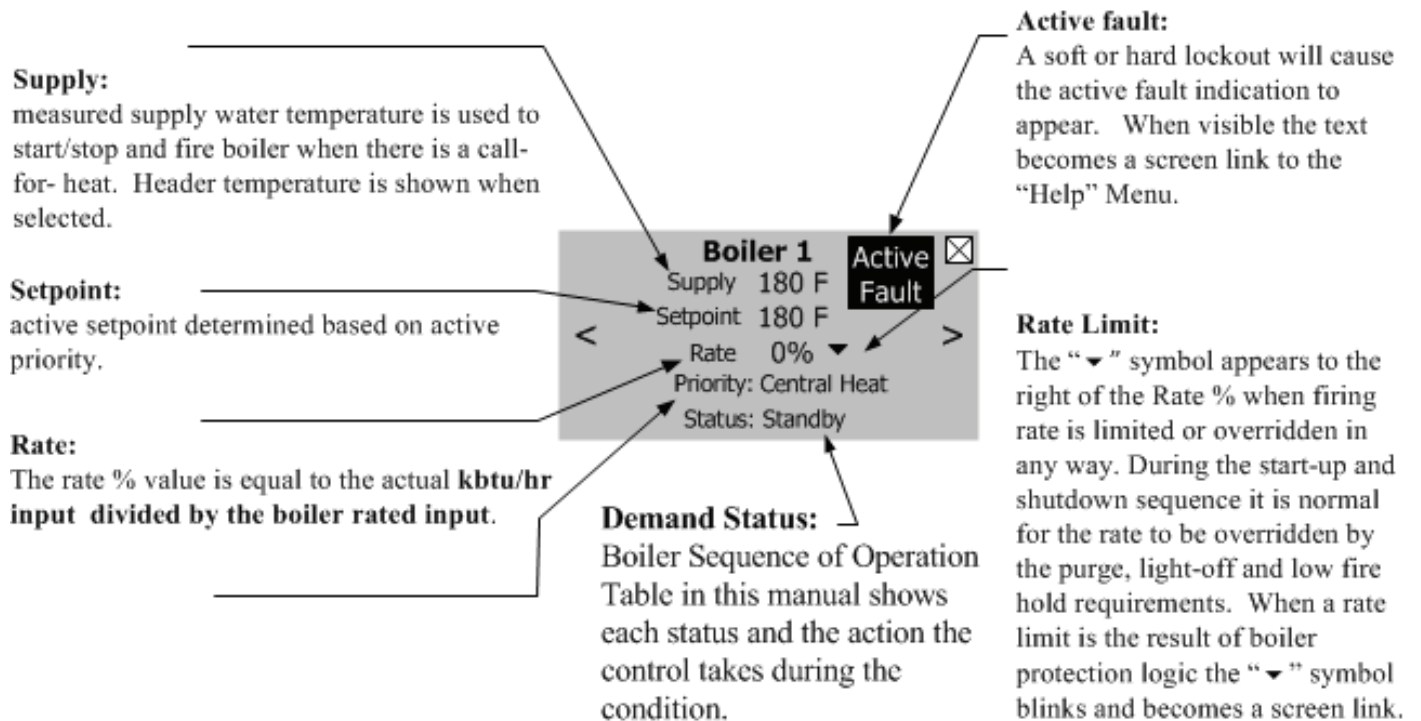 Supply:
measured supply water temperature is used to
start/stop and fire boiler when there is a call-
for- heat. Header temperature is shown when
selected.
Setpoint:
active setpoint determined based on active
priority.
Rate:
The rate % value is equal to the actual kbtu/hr
input divided by the boiler rated input.
Boiler 1
Supply 180 F
Setpoint 180 F
< >
Rate 0% ▼
Priority: Central Heat
Status: Standby
Active
Fault
Demand Status:
Boiler Sequence of Operation
Table in this manual shows
each status and the action the
control takes during the
condition.
Active fault:
A soft or hard lockout will cause
the active fault indication to
appear. When visible the text
becomes a screen link to the
“Help” Menu.
Rate Limit:
The “▼” symbol appears to the
right of the Rate % when firing
rate is limited or overridden in
any way. During the start-up and
shutdown sequence it is normal
for the rate to be overridden by
the purge, light-off and low fire
hold requirements. When a rate
limit is the result of boiler
protection logic the “▼” symbol
blinks and becomes a screen link.